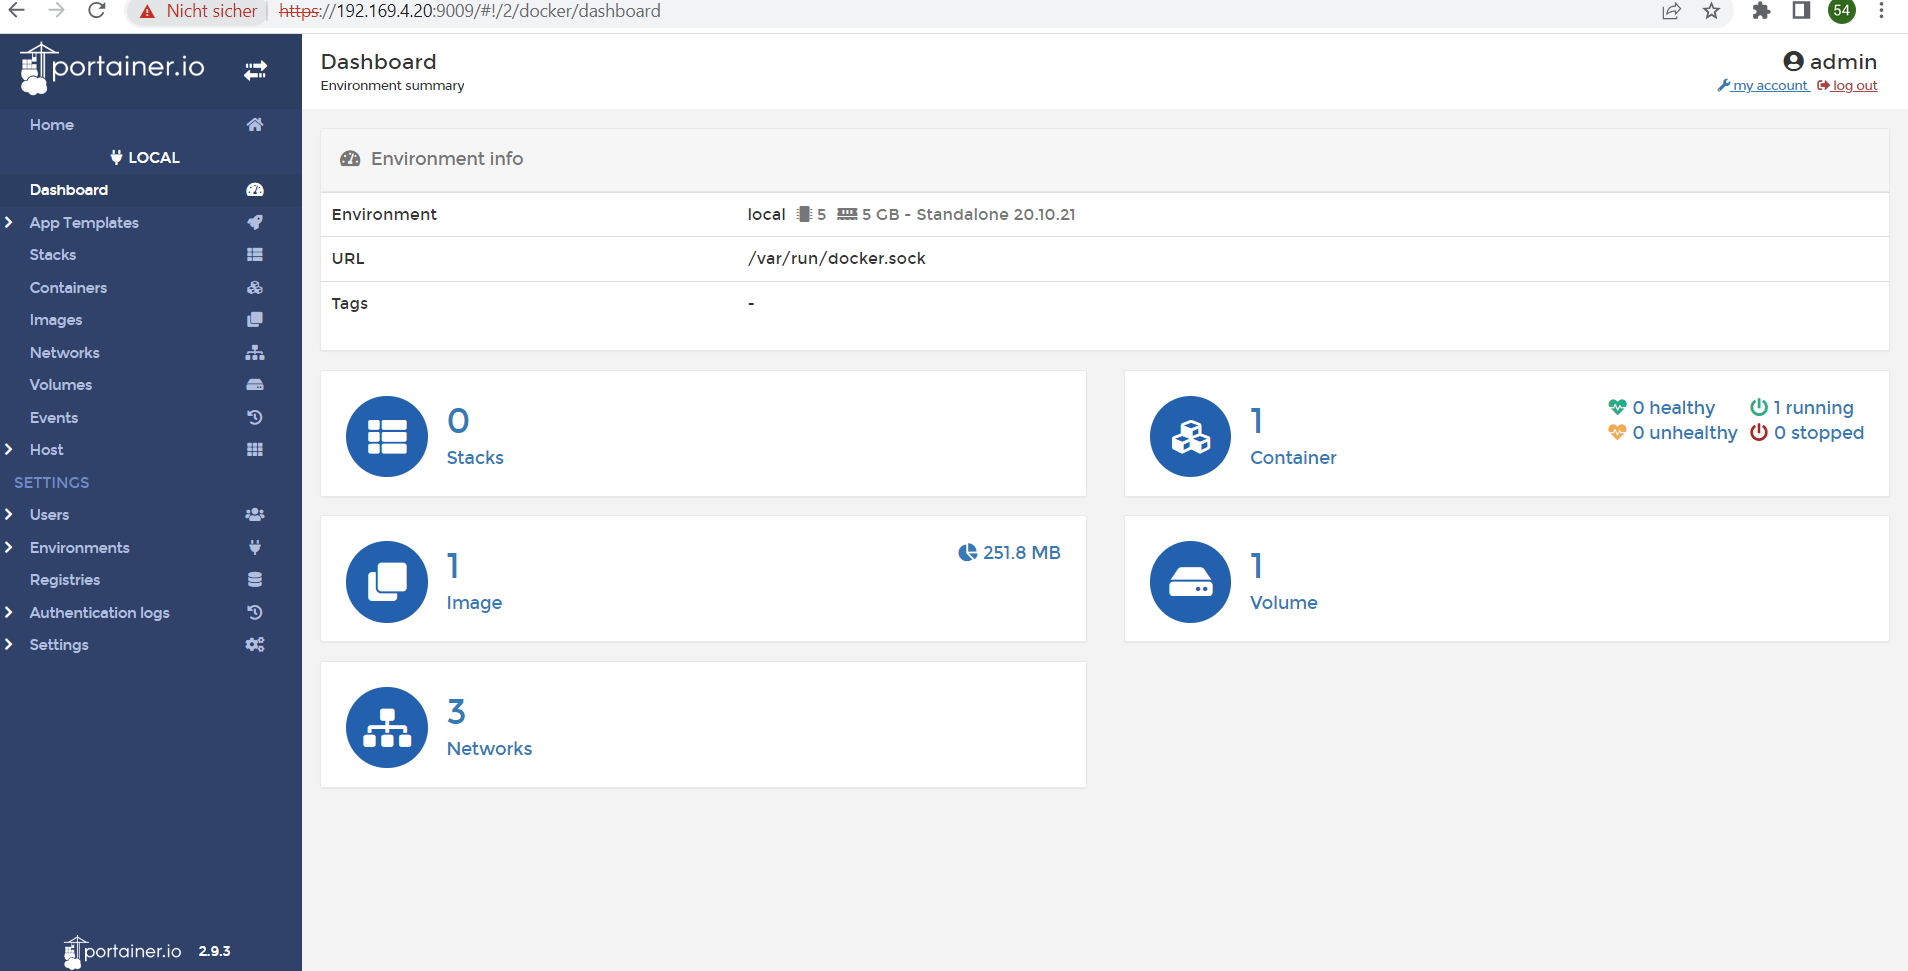 Nicht sicher https://192.169.4.20:9009/#!/2/docker/dashboard 54
portainer.io
Home
LOCAL
Dashboard
App Templates
Stacks
Containers
Images
Networks
Volumes
Events
Host
SETTINGS
Users
Environments
Registries
Authentication logs
Settings
portainer.io 2.9.3
Dashboard
Environment summary
admin
my account log out
Environment info
Environment local 5 5 GB - Standalone 20.10.21
URL /var/run/docker.sock
Tags -
0
Stacks
1
Container
0 healthy 1 running
0 unhealthy 0 stopped
1
Image
251.8 MB
1
Volume
3
Networks